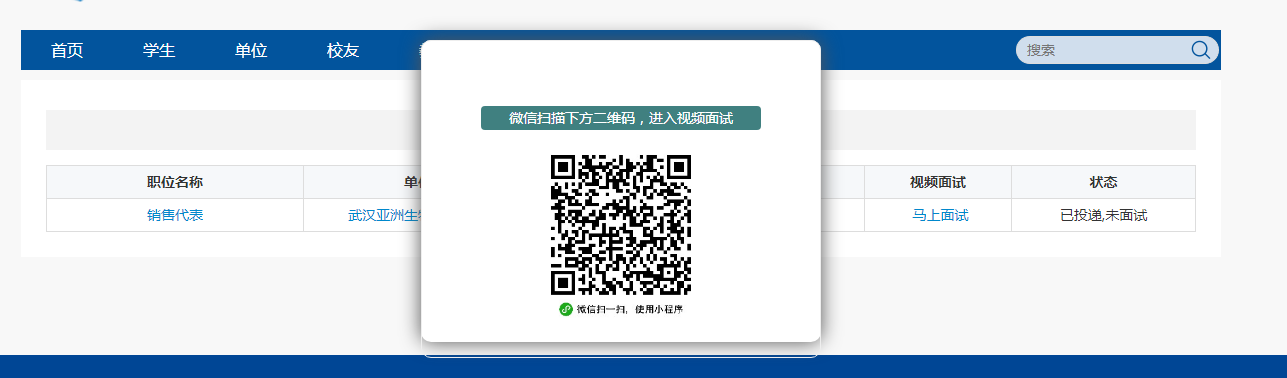 首页 学生 单位 校友
搜索
微信扫描下方二维码，进入视频面试
职位名称
视频面试 状态
销售代表 武汉亚洲生
马上面试 已投递,未面试
微信扫一扫，使用小程序